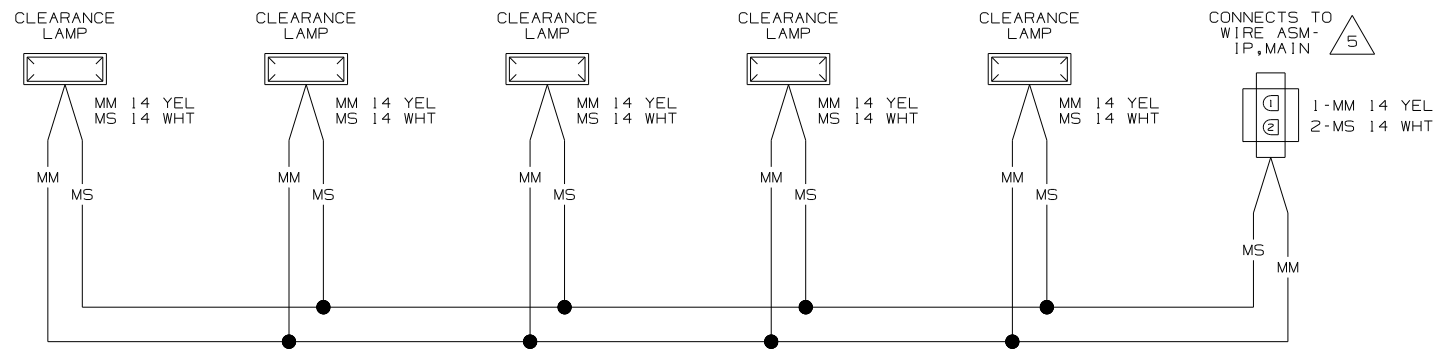 CLEARANCE
LAMP
MM 14 YEL
MS 14 WHT
MM
MS
CLEARANCE
LAMP
MM 14 YEL
MS 14 WHT
MM
MS
CLEARANCE
LAMP
MM 14 YEL
MS 14 WHT
MM
MS
CLEARANCE
LAMP
MM 14 YEL
MS 14 WHT
MM
MS
CLEARANCE
LAMP
MM 14 YEL
MS 14 WHT
MM
MS
CONNECTS TO
WIRE ASM-
IP,MAIN
5
1
2
1-MM 14 YEL
2-MS 14 WHT
MS
MM